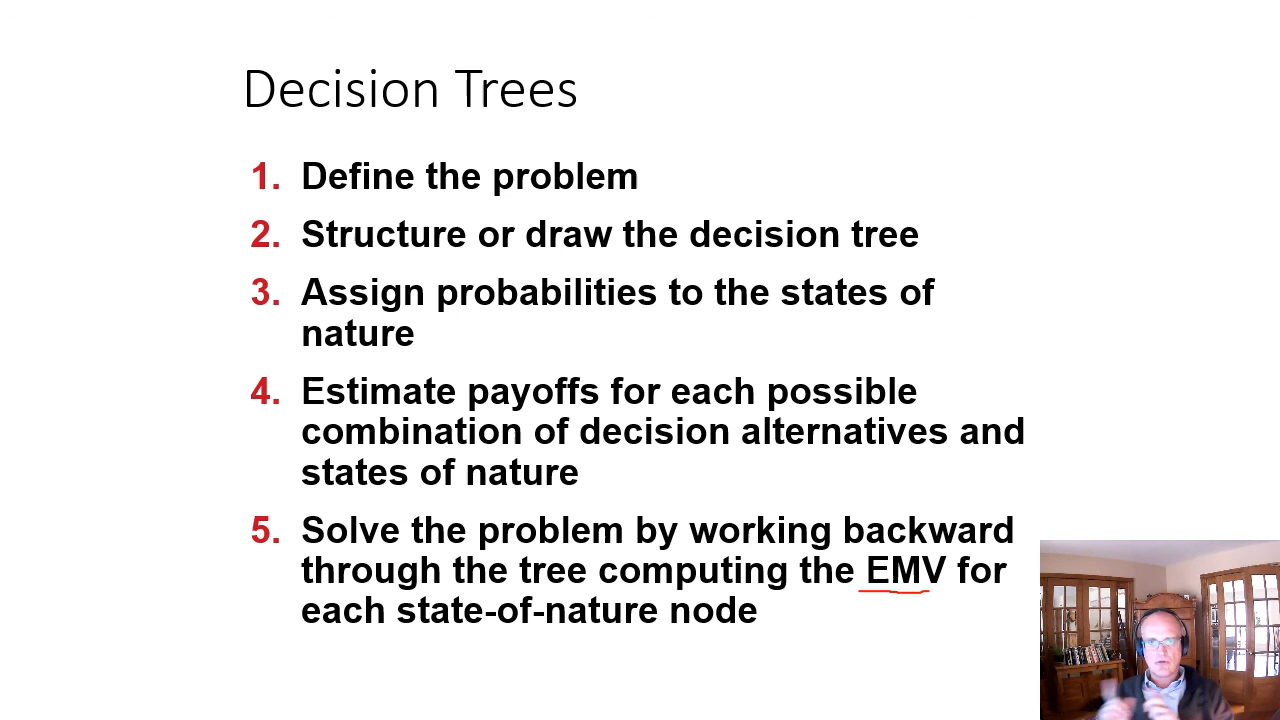 Decision Trees
1. Define the problem
2. Structure or draw the decision tree
3. Assign probabilities to the states of
nature
4. Estimate payoffs for each possible
combination of decision alternatives and
states of nature
5. Solve the problem by working backward
through the tree computing the EMV for
each state-of-nature node